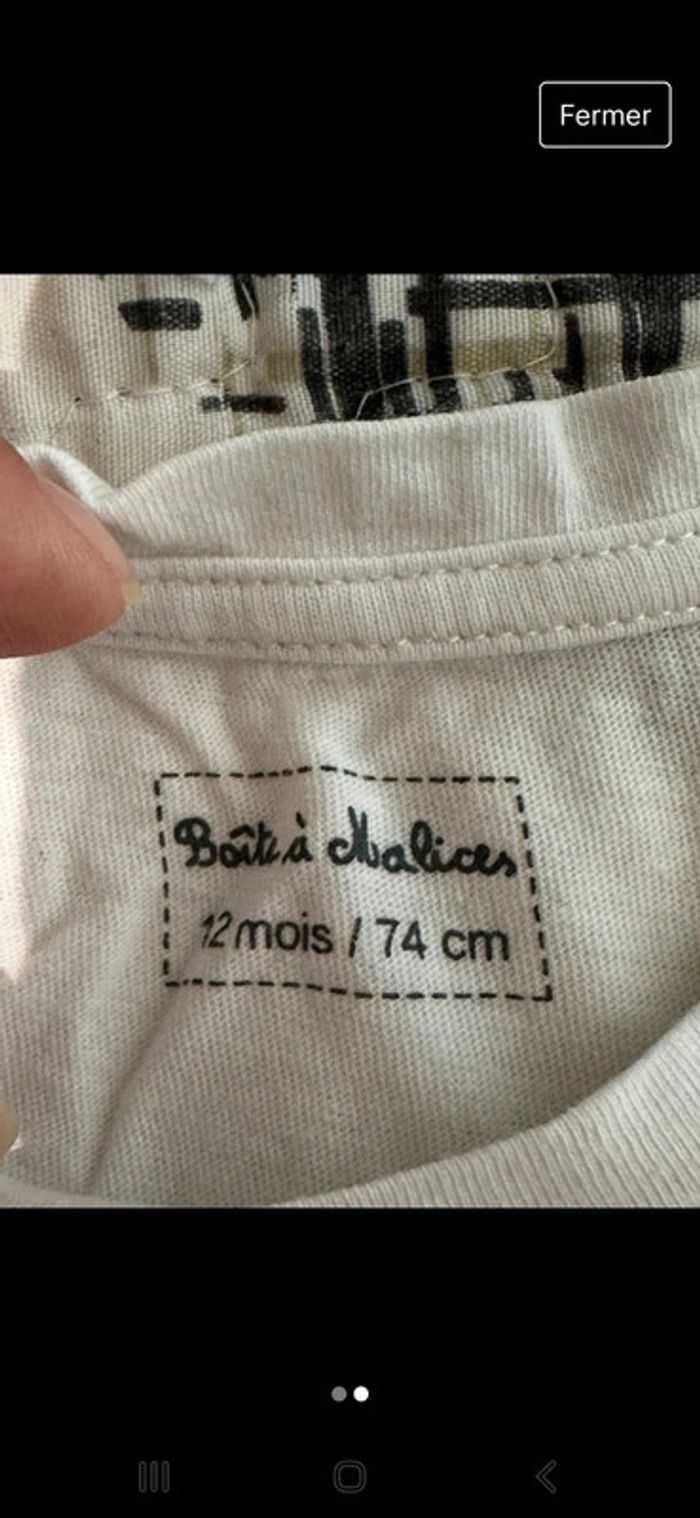 Fermer
Boîte à Malices
12 mois / 74 cm